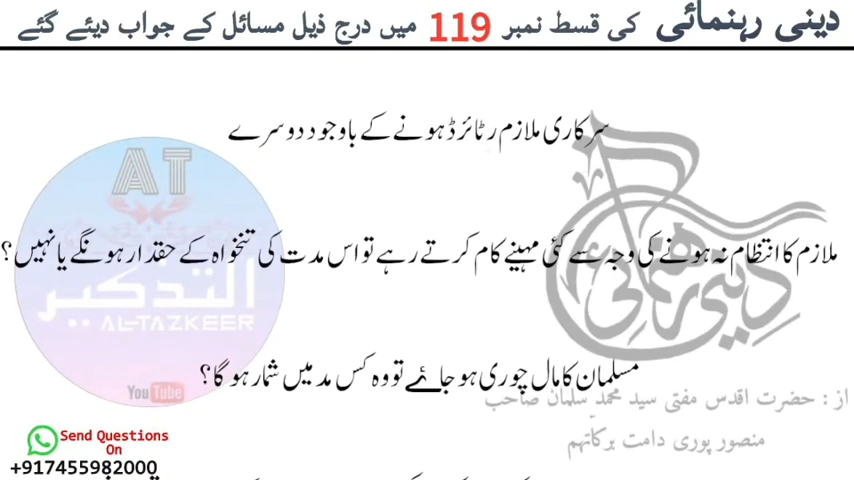 دینی رہنمائی کی قسط نمبر 119 میں درج ذیل مسائل کے جواب دیئے گئے
سرکاری ملازم رٹائرڈ ہونے کے باوجود دوسرے
ملازم کا انتظام نہ ہونے کی وجہ سے کئی مہینے کام کرتے رہے تو اس مدت کی تنخواہ کے حقدار ہونگے یا نہیں؟
مسلمان کا مال چوری ہو جائے تو وہ کس مد میں شمار ہوگا؟
AT
التذكير
AL-TAZKEER
YouTube
دینی رہنمائی
از : حضرت اقدس مفتی سید محمد سلمان صاحب
منصور پوری دامت برکاتہم
Send Questions
On
+917455982000